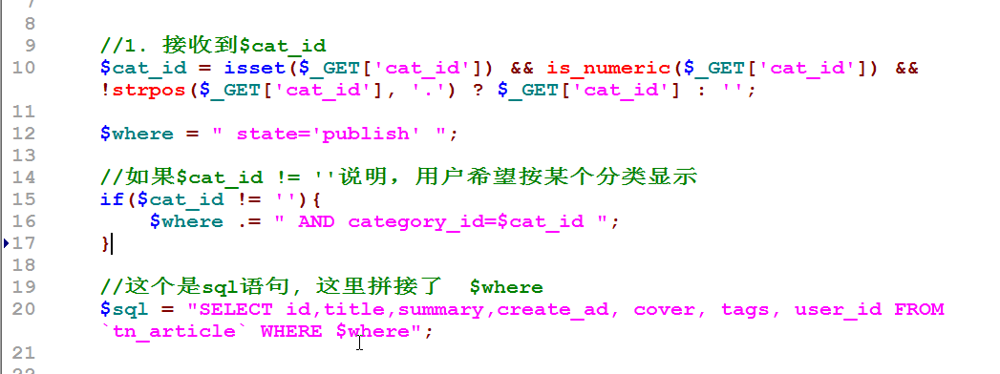 7
8
9 //1. 接收到$cat_id
10 $cat_id = isset($_GET['cat_id']) && is_numeric($_GET['cat_id']) &&
!strpos($_GET['cat_id'], '.') ? $_GET['cat_id'] : '';
11
12 $where = " state='publish' ";
13
14 //如果$cat_id != ''说明，用户希望按某个分类显示
15 if($cat_id != ''){
16 $where .= " AND category_id=$cat_id ";
17 }
18
19 //这个是sql语句, 这里拼接了 $where
20 $sql = "SELECT id,title,summary,create_ad, cover, tags, user_id FROM
`tn_article` WHERE $where";
21